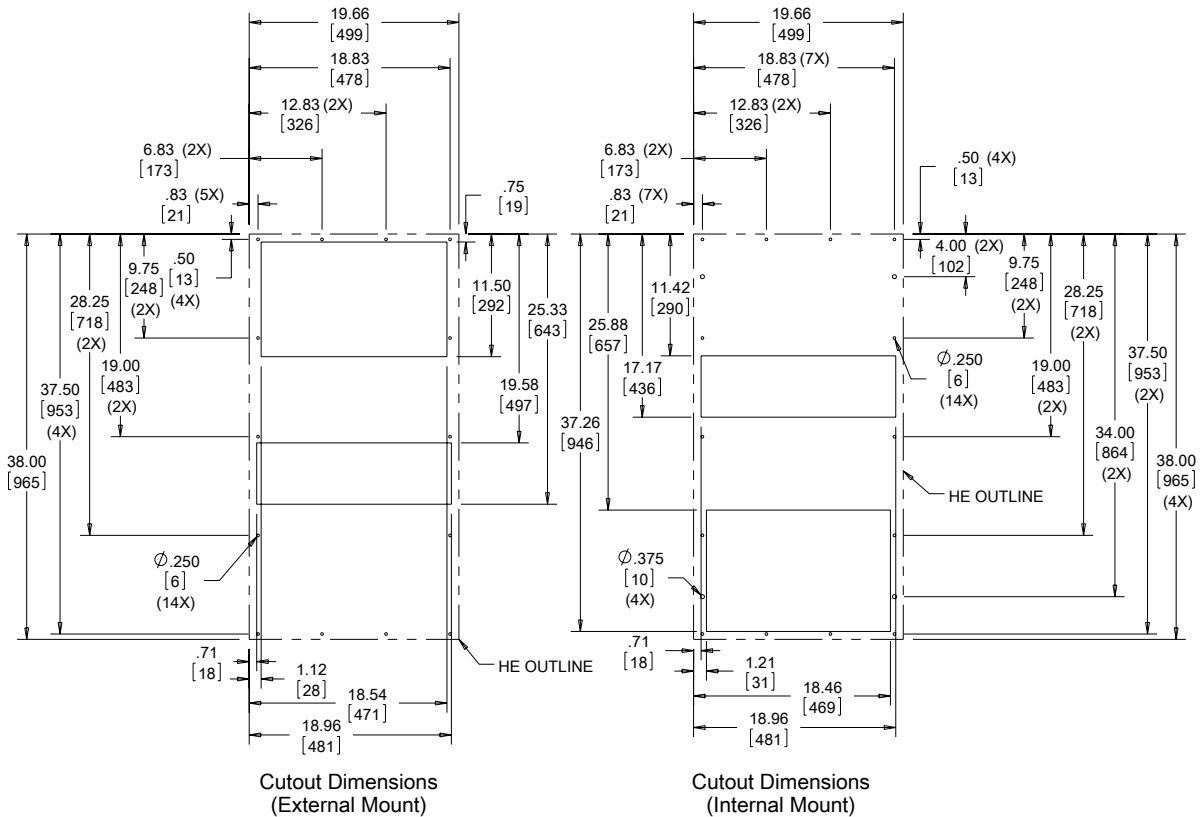 19.66
[499]
18.83
[478]
12.83 (2X)
[326]
6.83 (2X)
[173]
.83 (5X)
[21]
.75
[19]
.50
[13]
(4X)
9.75
[248]
(2X)
28.25
[718]
(2X)
19.00
[483]
(2X)
37.50
[953]
(4X)
38.00
[965]
11.50
[292]
25.33
[643]
19.58
[497]
Ø.250
[6]
(14X)
.71
[18]
1.12
[28]
18.54
[471]
18.96
[481]
HE OUTLINE
Cutout Dimensions
(External Mount)
19.66
[499]
18.83 (7X)
[478]
12.83 (2X)
[326]
6.83 (2X)
[173]
.83 (7X)
[21]
.50 (4X)
[13]
4.00 (2X)
[102]
9.75
[248]
(2X)
11.42
[290]
28.25
[718]
(2X)
25.88
[657]
17.17
[436]
Ø.250
[6]
(14X)
19.00
[483]
(2X)
37.50
[953]
(2X)
37.26
[946]
34.00
[864]
(2X)
38.00
[965]
(4X)
HE OUTLINE
Ø.375
[10]
(4X)
.71
[18]
1.21
[31]
18.46
[469]
18.96
[481]
Cutout Dimensions
(Internal Mount)